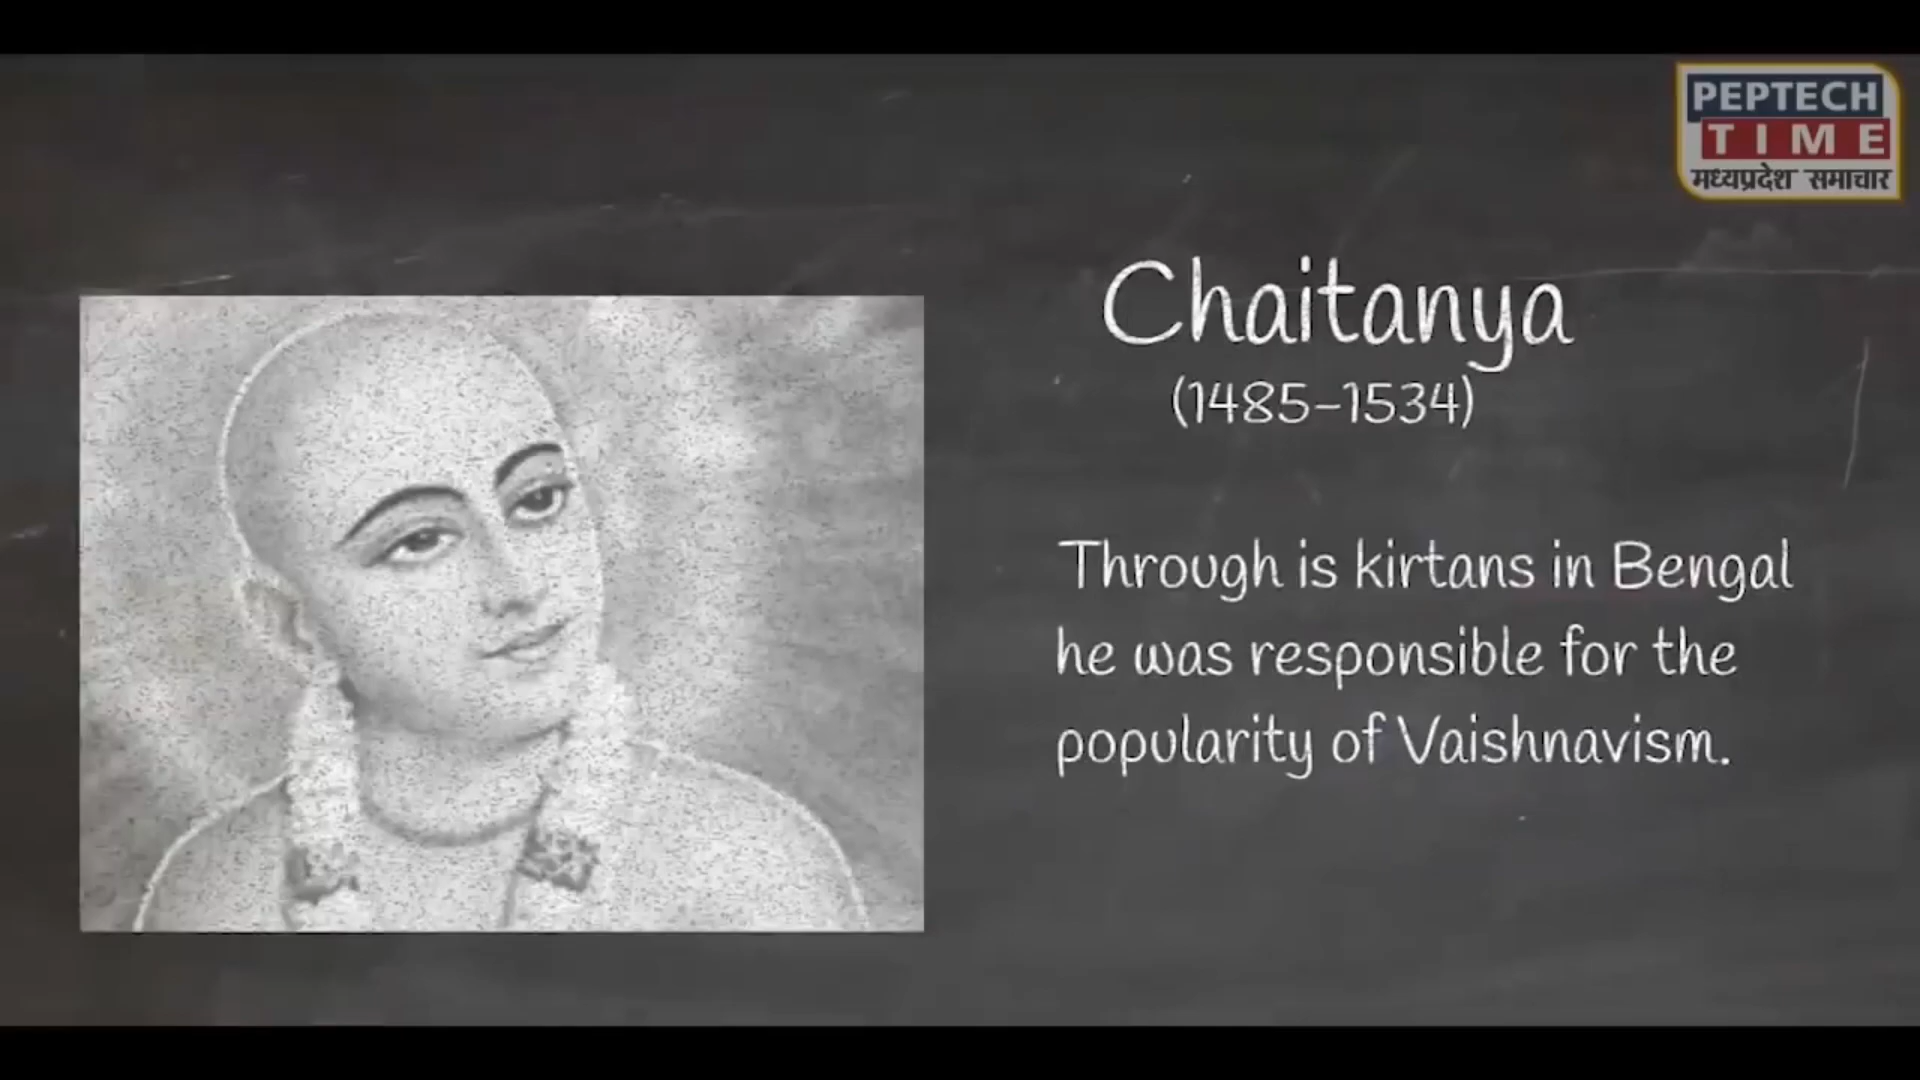 PEPTECH
TIME
मध्यप्रदेश समाचार
Chaitanya
(1485-1534)
Through is kirtans in Bengal
he was responsible for the
popularity of Vaishnavism.